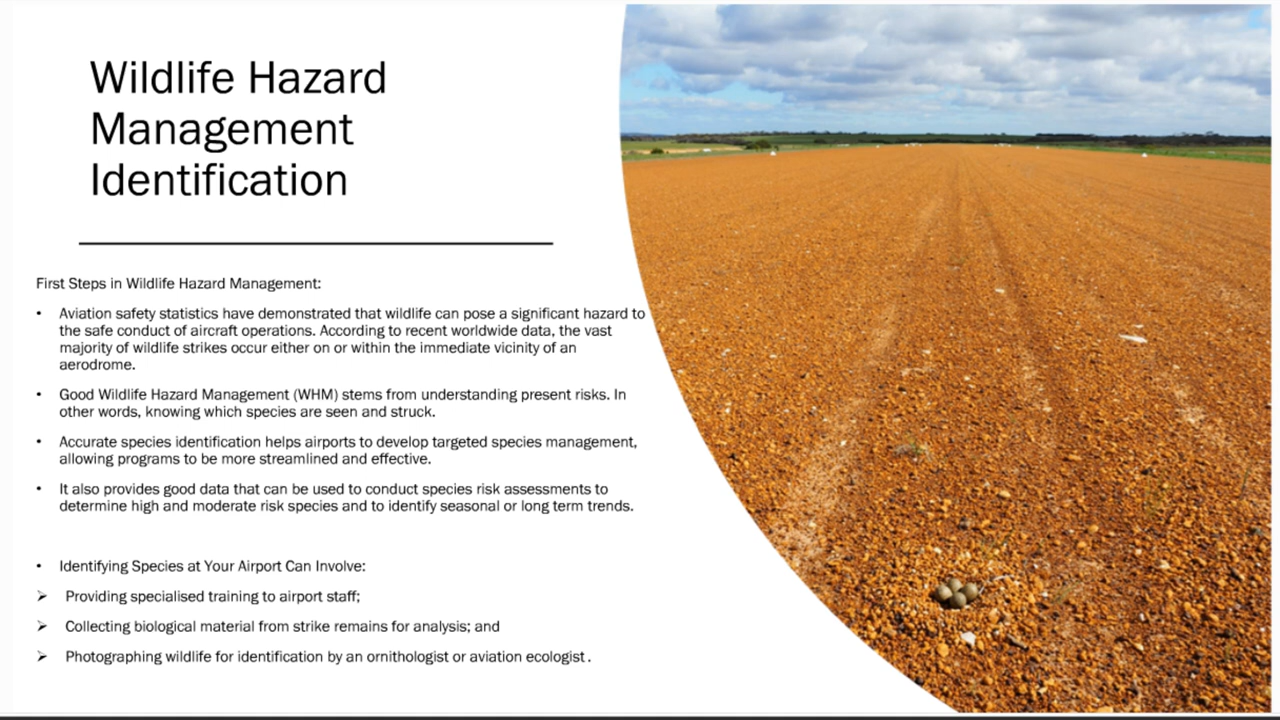 Wildlife Hazard
Management
Identification
First Steps in Wildlife Hazard Management:
• Aviation safety statistics have demonstrated that wildlife can pose a significant hazard to
the safe conduct of aircraft operations. According to recent worldwide data, the vast
majority of wildlife strikes occur either on or within the immediate vicinity of an
aerodrome.
• Good Wildlife Hazard Management (WHM) stems from understanding present risks. In
other words, knowing which species are seen and struck.
• Accurate species identification helps airports to develop targeted species management,
allowing programs to be more streamlined and effective.
• It also provides good data that can be used to conduct species risk assessments to
determine high and moderate risk species and to identify seasonal or long term trends.
• Identifying Species at Your Airport Can Involve:
➢ Providing specialised training to airport staff;
➢ Collecting biological material from strike remains for analysis; and
➢ Photographing wildlife for identification by an ornithologist or aviation ecologist.